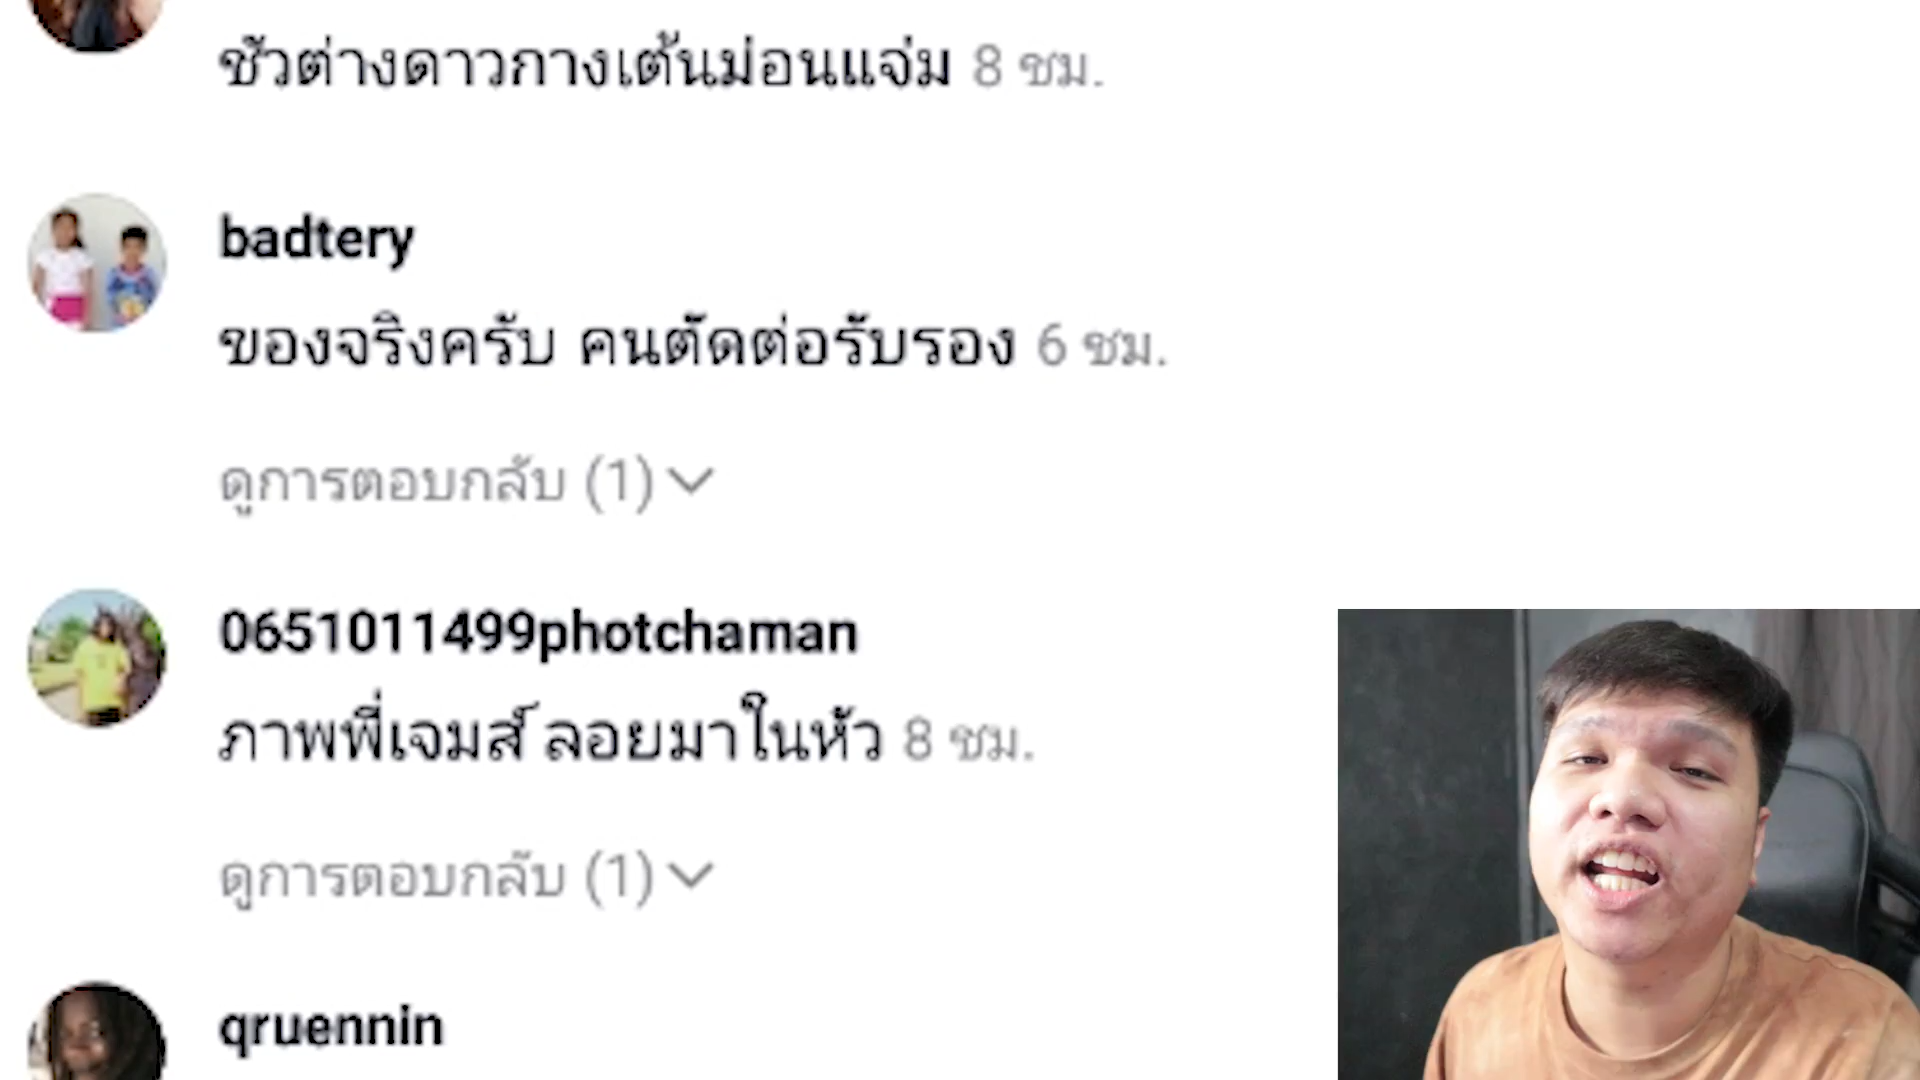 ชัวต่างดาวกางเต้นม่อนแจ่ม 8 ชม.
badtery
ของจริงครับ คนตัดต่อรับรอง 6 ชม.
ดูการตอบกลับ (1)
0651011499photchaman
ภาพพี่เจมส์ ลอยมาในหัว 8 ชม.
ดูการตอบกลับ (1)
qruennin